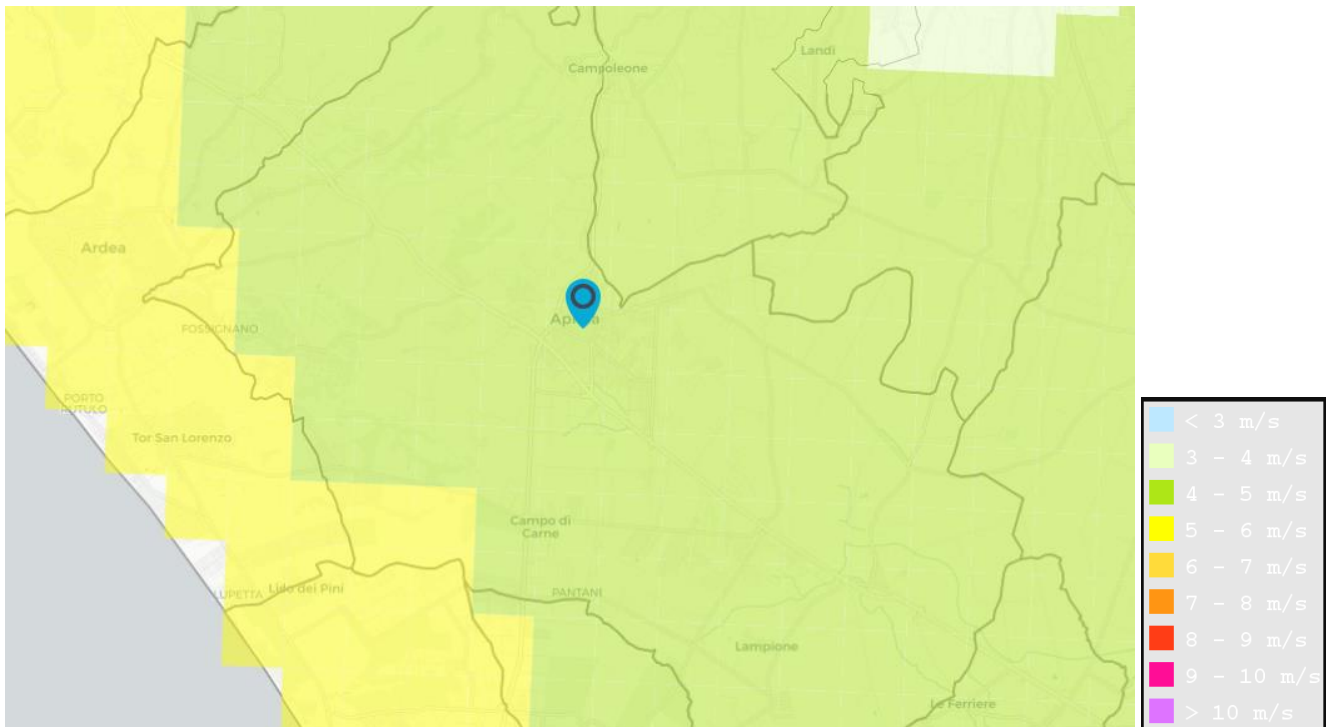 Landi
Campoleone
Ardea
FOSSIGNANO
PORTO
Tor San Lorenzo
Campo di
Carne
LUPETTA Lido dei Pini
PANTANI
Lampione
Le Ferriere
< 3 m/s
3 - 4 m/s
4 - 5 m/s
5 - 6 m/s
6 - 7 m/s
7 - 8 m/s
8 - 9 m/s
9 - 10 m/s
> 10 m/s